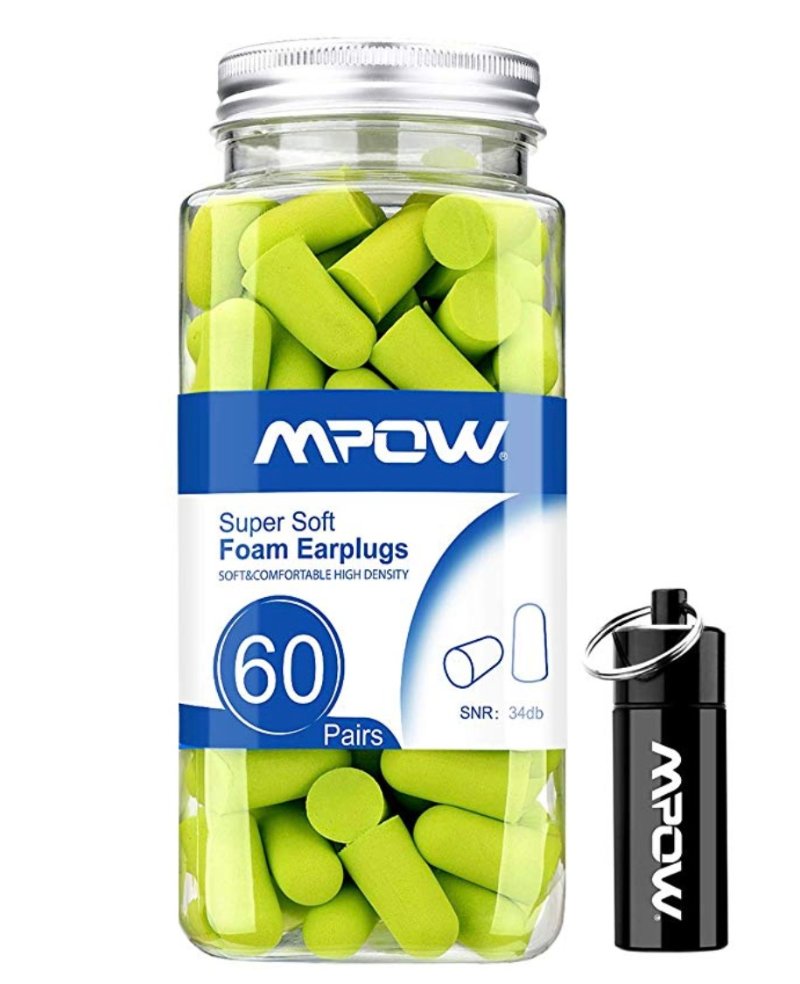 MPOW®
Super Soft
Foam Earplugs
SOFT&COMFORTABLE HIGH DENSITY
60
Pairs
SNR: 34db
MPOW®